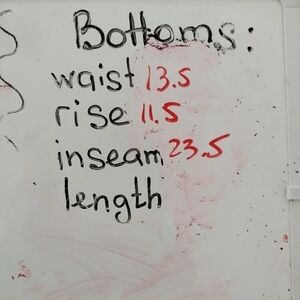 Bottoms:
waist 13.5
rise 11.5
inseam 23.5
length